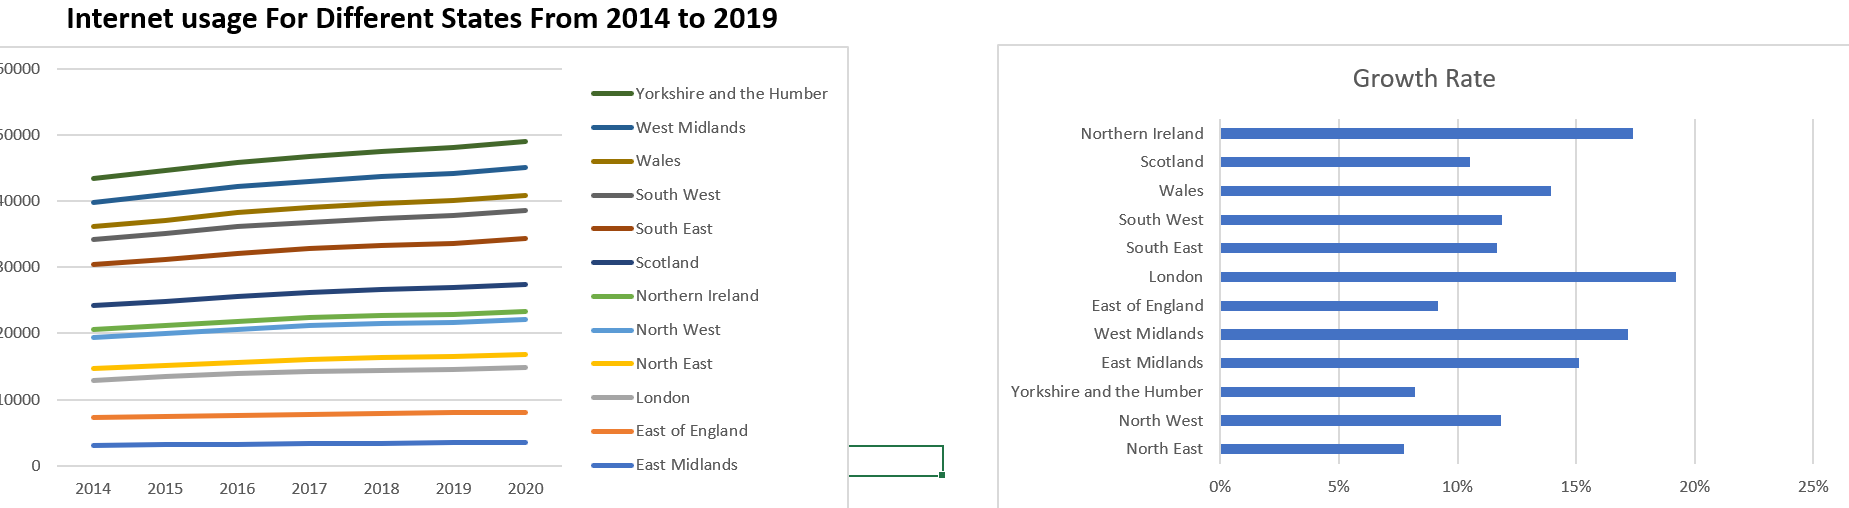 Internet usage For Different States From 2014 to 2019
50000
40000
30000
20000
10000
0
2014 2015 2016 2017 2018 2019 2020
Yorkshire and the Humber
West Midlands
Wales
South West
South East
Scotland
Northern Ireland
North West
North East
London
East of England
East Midlands
Growth Rate
Northern Ireland
Scotland
Wales
South West
South East
London
East of England
West Midlands
East Midlands
Yorkshire and the Humber
North West
North East
0% 5% 10% 15% 20% 25%